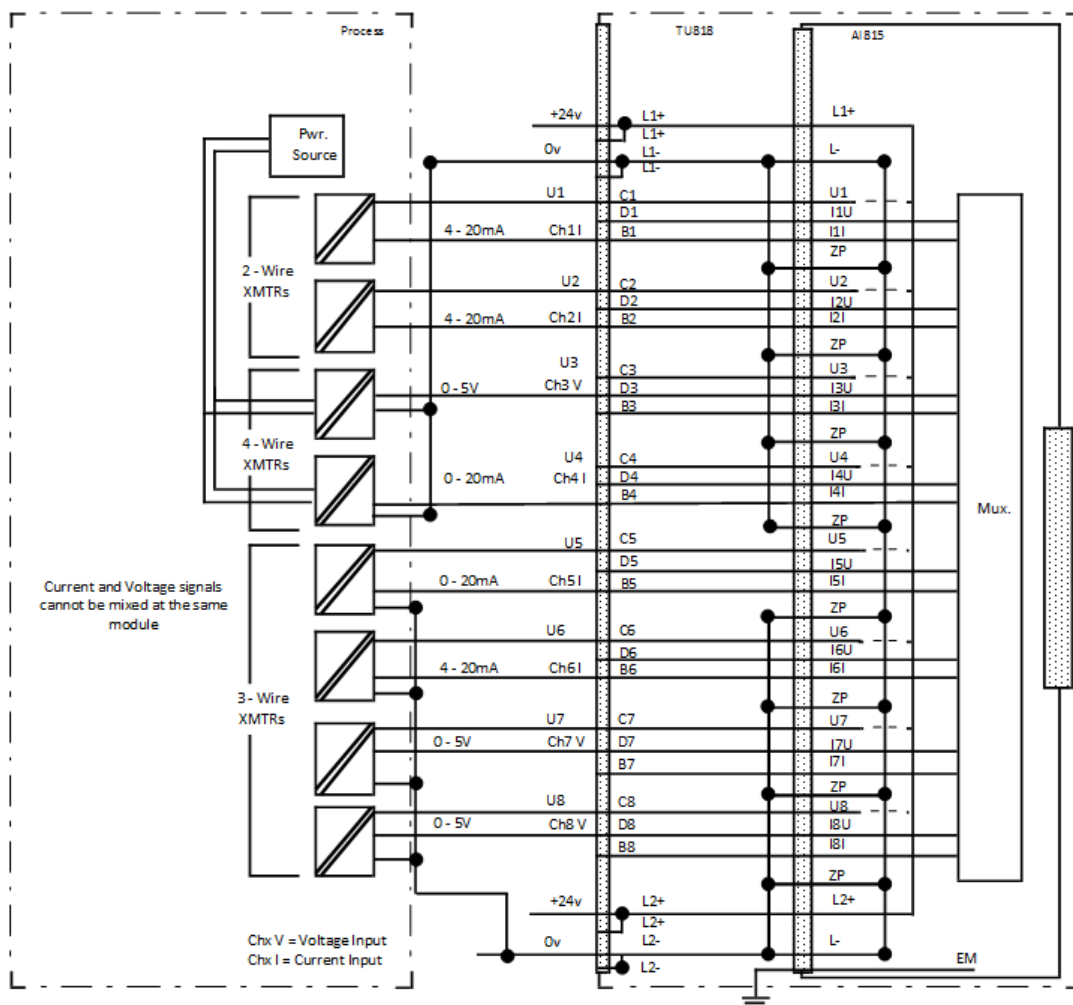 Process
TU818
AI815
Pwr.
Source
+24v
L1+
L1+
L1+
0v
L1-
L1-
L-
U1
C1
U1
D1
I1U
4 - 20mA
Ch1 I
B1
I1I
ZP
2 - Wire
XMTRs
U2
C2
U2
D2
I2U
4 - 20mA
Ch2 I
B2
I2I
ZP
U3
C3
U3
0 - 5V
Ch3 V
D3
I3U
B3
I3I
ZP
4 - Wire
XMTRs
U4
C4
U4
0 - 20mA
Ch4 I
D4
I4U
B4
I4I
Mux.
ZP
U5
C5
U5
D5
I5U
0 - 20mA
Ch5 I
B5
I5I
Current and Voltage signals
cannot be mixed at the same
module
ZP
U6
C6
U6
D6
I6U
4 - 20mA
Ch6 I
B6
I6I
3 - Wire
XMTRs
ZP
U7
C7
U7
0 - 5V
Ch7 V
D7
I7U
B7
I7I
ZP
U8
C8
U8
0 - 5V
Ch8 V
D8
I8U
B8
I8I
ZP
+24v
L2+
L2+
L2+
0v
L2-
L2-
L-
EM
Chx V = Voltage Input
Chx I = Current Input